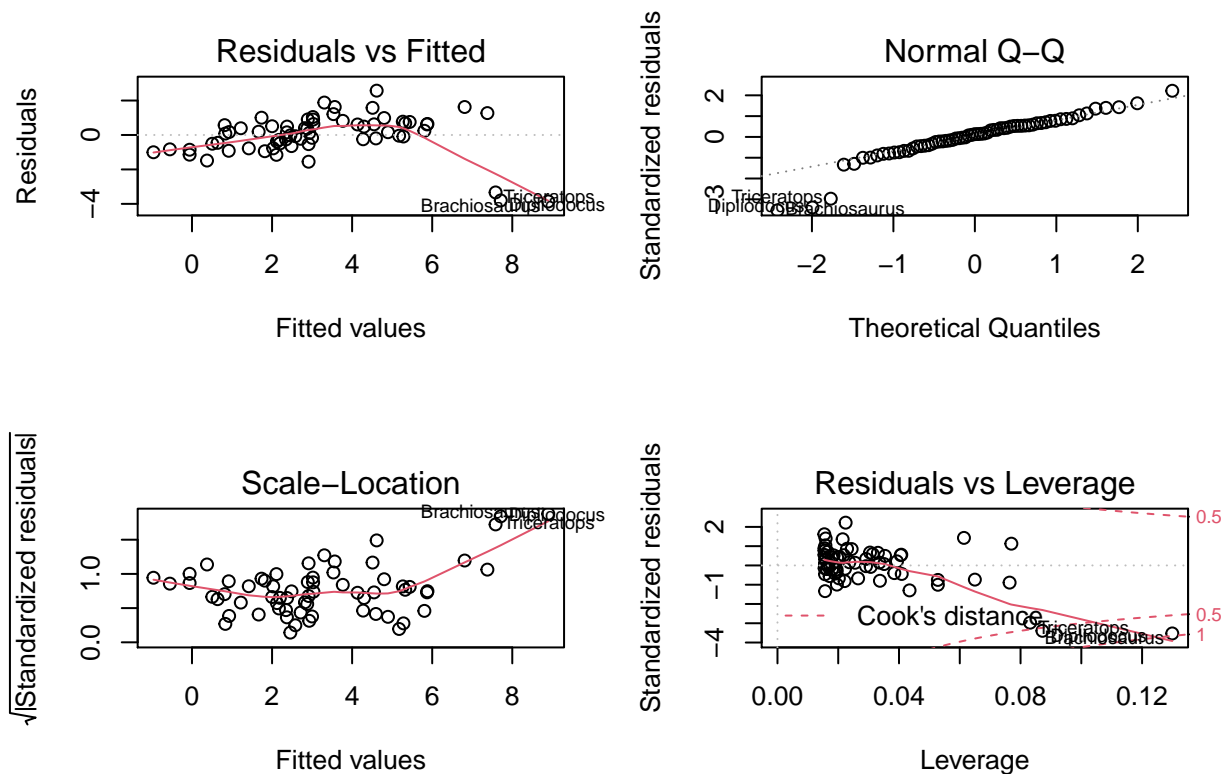 Residuals vs Fitted
Residuals
0
−4
Triceratops
Brachiosaurus
Diplodocus
0 2 4 6 8
Fitted values
Normal Q−Q
Standardized residuals
2
0
−3
Triceratops
Diplodocus
Brachiosaurus
−2 −1 0 1 2
Theoretical Quantiles
Scale−Location
√|Standardized residuals|
1.0
0.0
Brachiosaurus
Diplodocus
Triceratops
0 2 4 6 8
Fitted values
Residuals vs Leverage
Standardized residuals
2
−1
−4
0.5
0.5
1
Cook's distance
Triceratops
Diplodocus
Brachiosaurus
0.00 0.04 0.08 0.12
Leverage